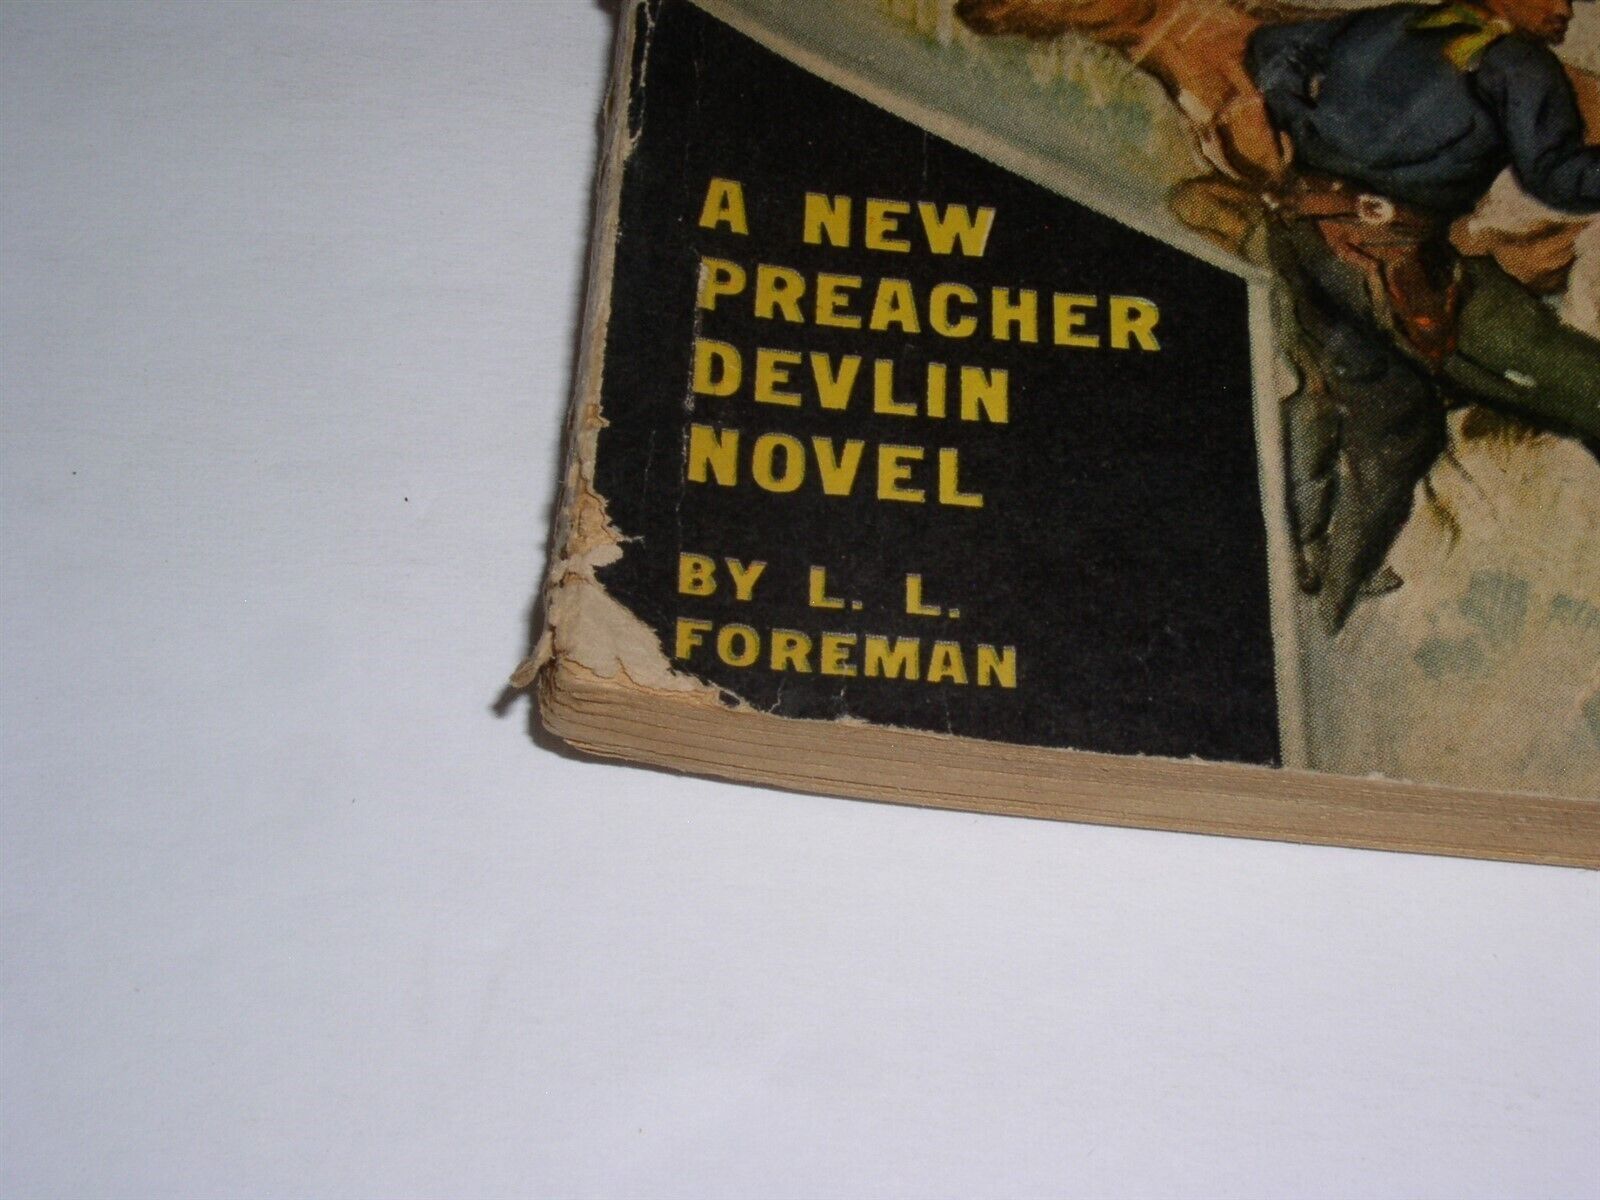 A NEW
PREACHER
DEVLIN
NOVEL
BY L. L.
FOREMAN